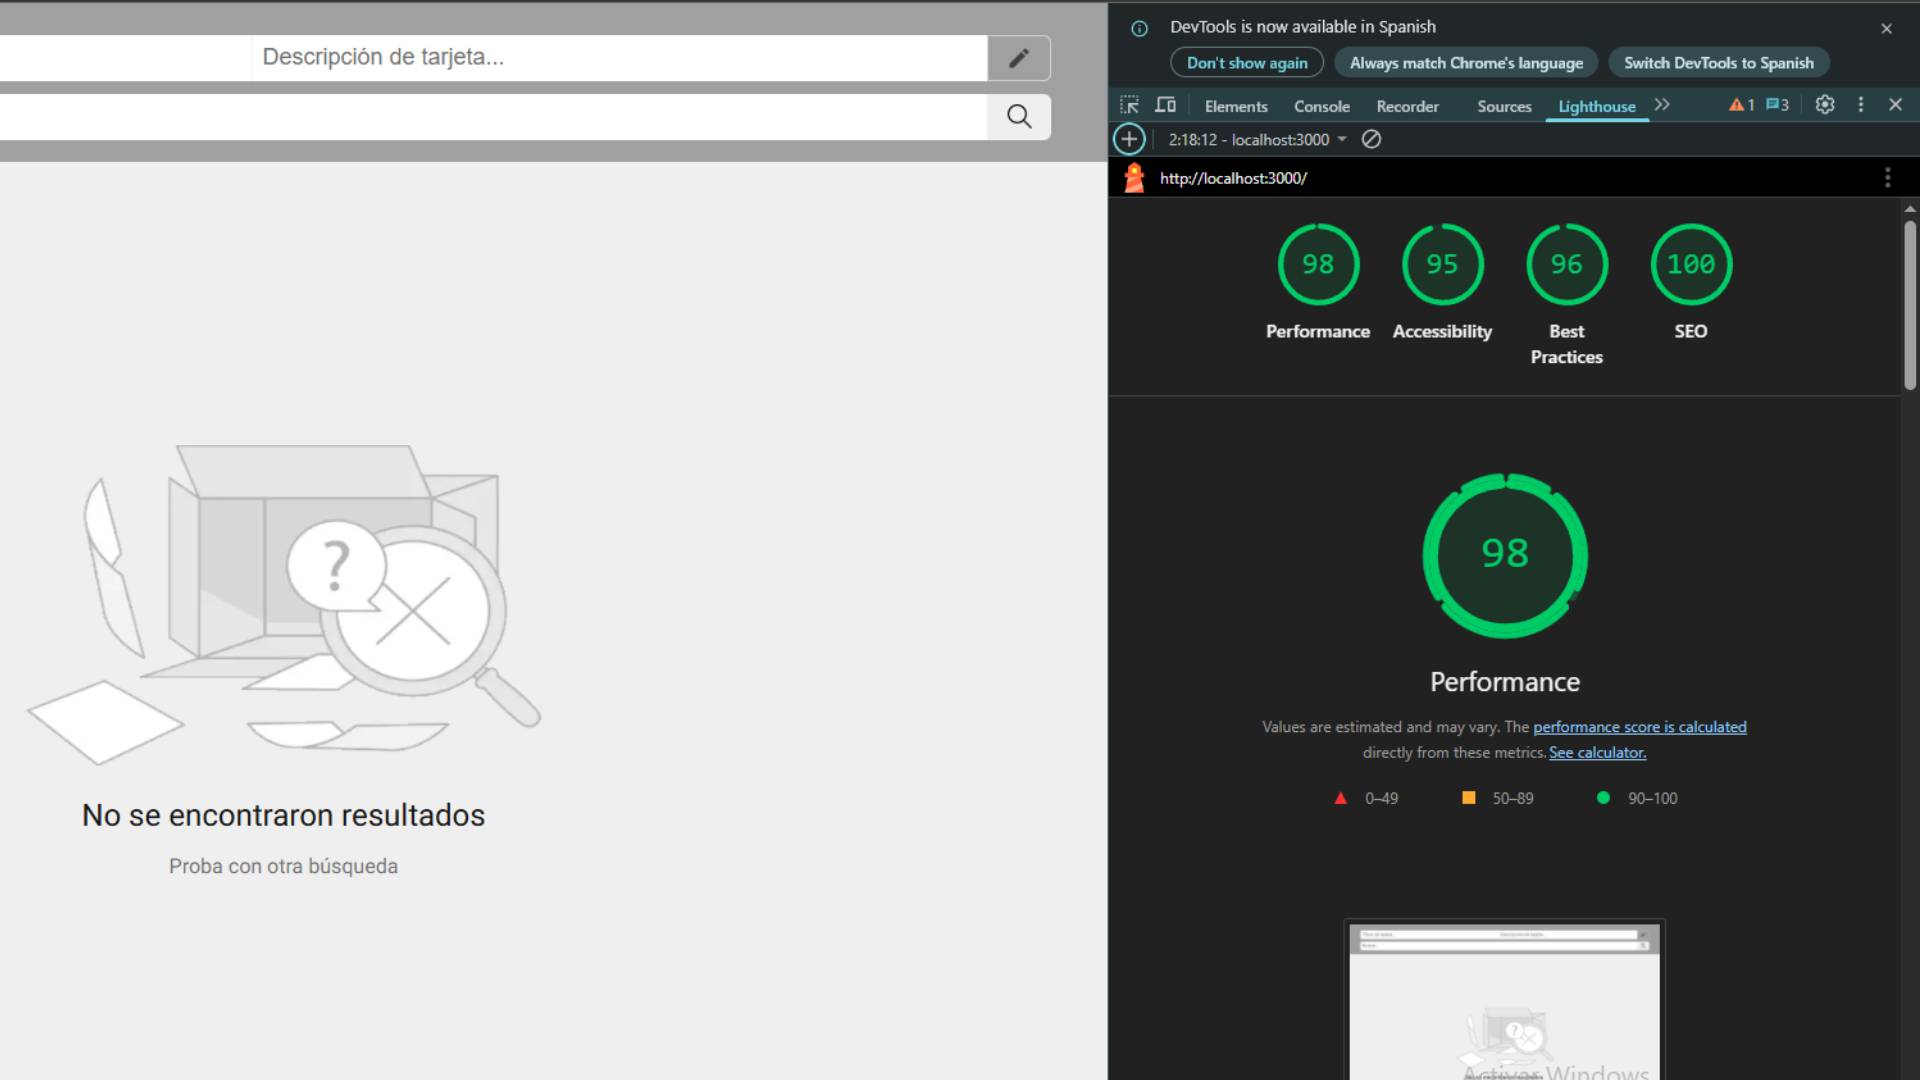 Descripción de tarjeta...
?
No se encontraron resultados
Proba con otra búsqueda
DevTools is now available in Spanish
Don't show again Always match Chrome's language Switch DevTools to Spanish
Elements Console Recorder Sources Lighthouse 1 3
2:18:12 - localhost:3000
http://localhost:3000/
98 95 96 100
Performance Accessibility Best Practices SEO
98
Performance
Values are estimated and may vary. The performance score is calculated
directly from these metrics. See calculator.
0–49 50–89 90–100
?
Activar Windows